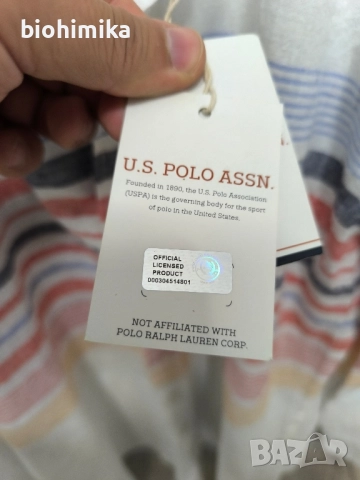 biohimika
U.S. POLO ASSN.
Founded in 1890, the U.S. Polo Association
(USPA) is the governing body for the sport
of polo in the United States.
OFFICIAL
LICENSED
PRODUCT
000304514801
NOT AFFILIATED WITH
POLO RALPH LAUREN CORP.
BAZAR